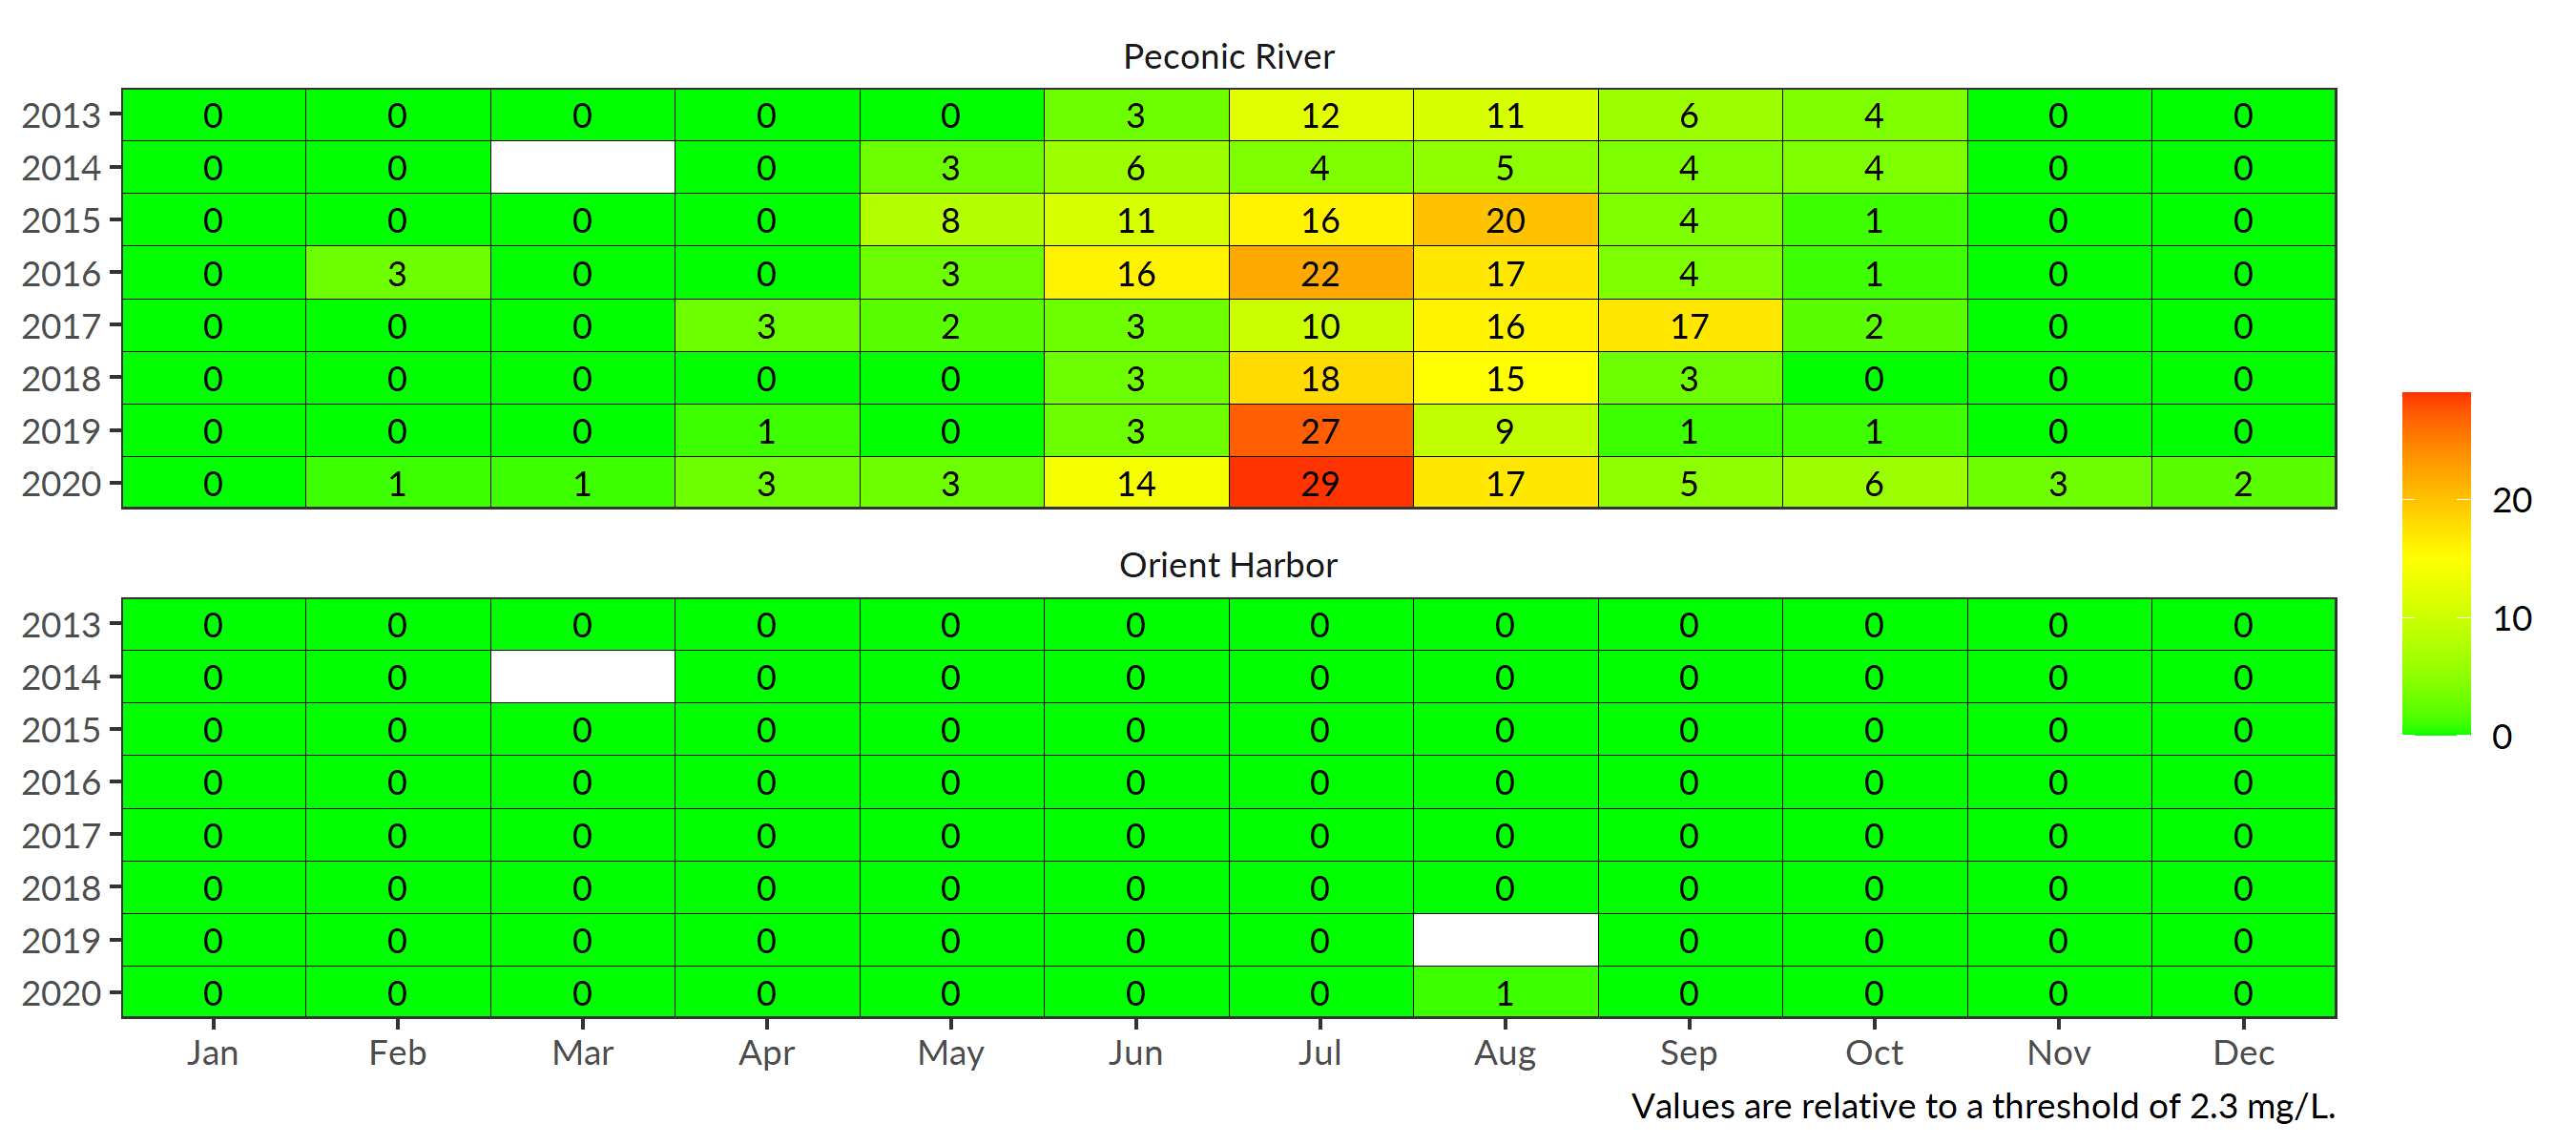 Peconic River
2013 0 0 0 0 0 3 12 11 6 4 0 0
2014 0 0 0 3 6 4 5 4 4 0 0
2015 0 0 0 0 8 11 16 20 4 1 0 0
2016 0 3 0 0 3 16 22 17 4 1 0 0
2017 0 0 0 3 2 3 10 16 17 2 0 0
2018 0 0 0 0 0 3 18 15 3 0 0 0
2019 0 0 0 1 0 3 27 9 1 1 0 0
2020 0 1 1 3 3 14 29 17 5 6 3 2
Orient Harbor
2013 0 0 0 0 0 0 0 0 0 0 0 0
2014 0 0 0 0 0 0 0 0 0 0 0
2015 0 0 0 0 0 0 0 0 0 0 0 0
2016 0 0 0 0 0 0 0 0 0 0 0 0
2017 0 0 0 0 0 0 0 0 0 0 0 0
2018 0 0 0 0 0 0 0 0 0 0 0 0
2019 0 0 0 0 0 0 0 0 0 0 0
2020 0 0 0 0 0 0 0 1 0 0 0 0
Jan Feb Mar Apr May Jun Jul Aug Sep Oct Nov Dec
Values are relative to a threshold of 2.3 mg/L.
20
10
0